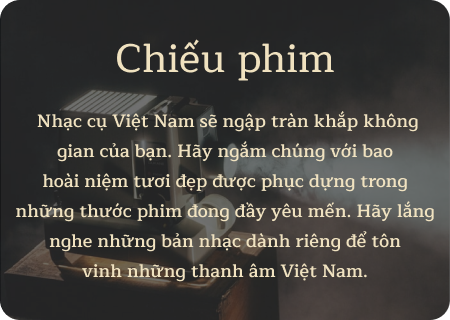 Chiếu phim
Nhạc cụ Việt Nam sẽ ngập tràn khắp không
gian của bạn. Hãy ngắm chúng với bao
hoài niệm tươi đẹp được phục dựng trong
những thước phim đong đầy yêu mến. Hãy lắng
nghe những bản nhạc dành riêng để tôn
vinh những thanh âm Việt Nam.